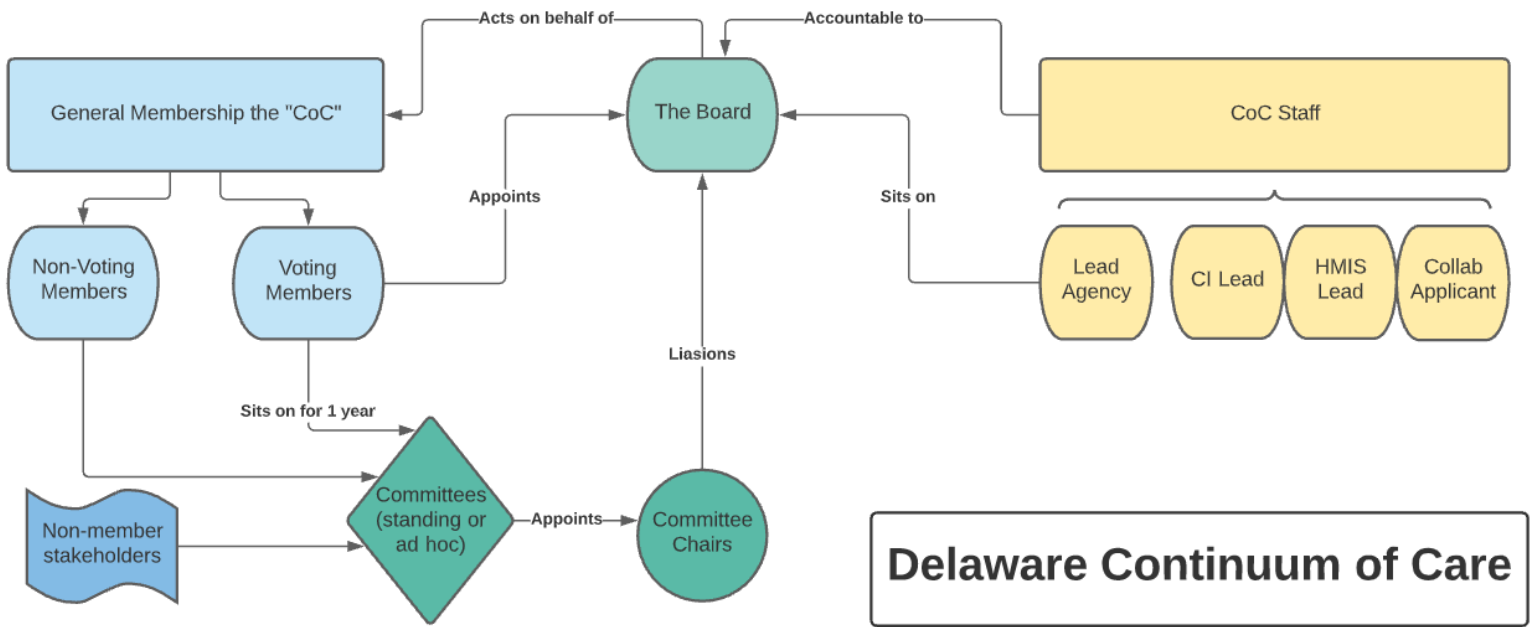 Acts on behalf of
Accountable to
General Membership the "CoC"
The Board
CoC Staff
Appoints
Sits on
Non-Voting
Members
Voting
Members
Lead
Agency
CI Lead
HMIS
Lead
Collab
Applicant
Liasions
Sits on for 1 year
Committees
(standing or
ad hoc)
Appoints
Committee
Chairs
Non-member
stakeholders
Delaware Continuum of Care